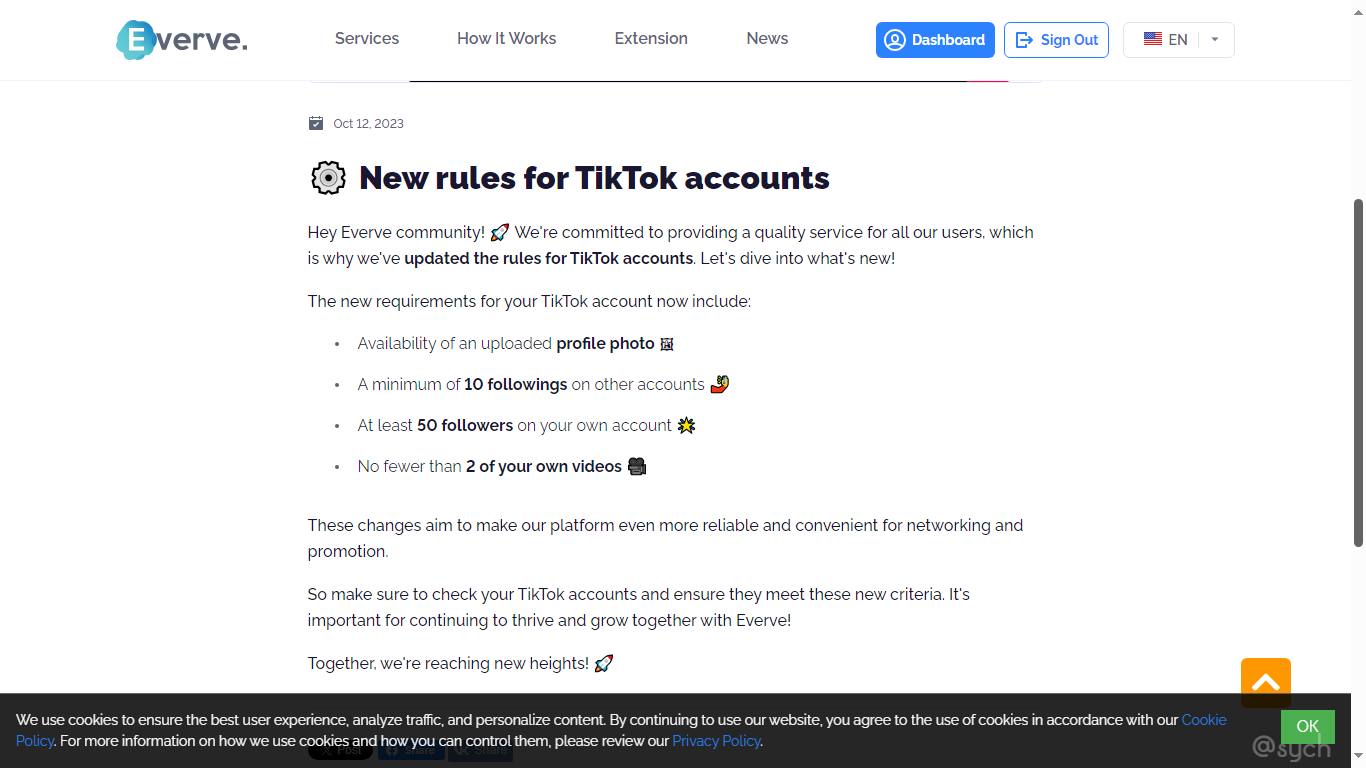 Everve.
Services
How It Works
Extension
News
Dashboard
Sign Out
EN
Oct 12, 2023
New rules for TikTok accounts
Hey Everve community! 🚀 We're committed to providing a quality service for all our users, which
is why we've updated the rules for TikTok accounts. Let's dive into what's new!
The new requirements for your TikTok account now include:
• Availability of an uploaded profile photo 🖼
• A minimum of 10 followings on other accounts 🤳
• At least 50 followers on your own account 🌟
• No fewer than 2 of your own videos 🎥
These changes aim to make our platform even more reliable and convenient for networking and
promotion.
So make sure to check your TikTok accounts and ensure they meet these new criteria. It's
important for continuing to thrive and grow together with Everve!
Together, we're reaching new heights! 🚀
We use cookies to ensure the best user experience, analyze traffic, and personalize content. By continuing to use our website, you agree to the use of cookies in accordance with our Cookie
Policy. For more information on how we use cookies and how you can control them, please review our Privacy Policy.
OK
@sych
Post
Share
Share